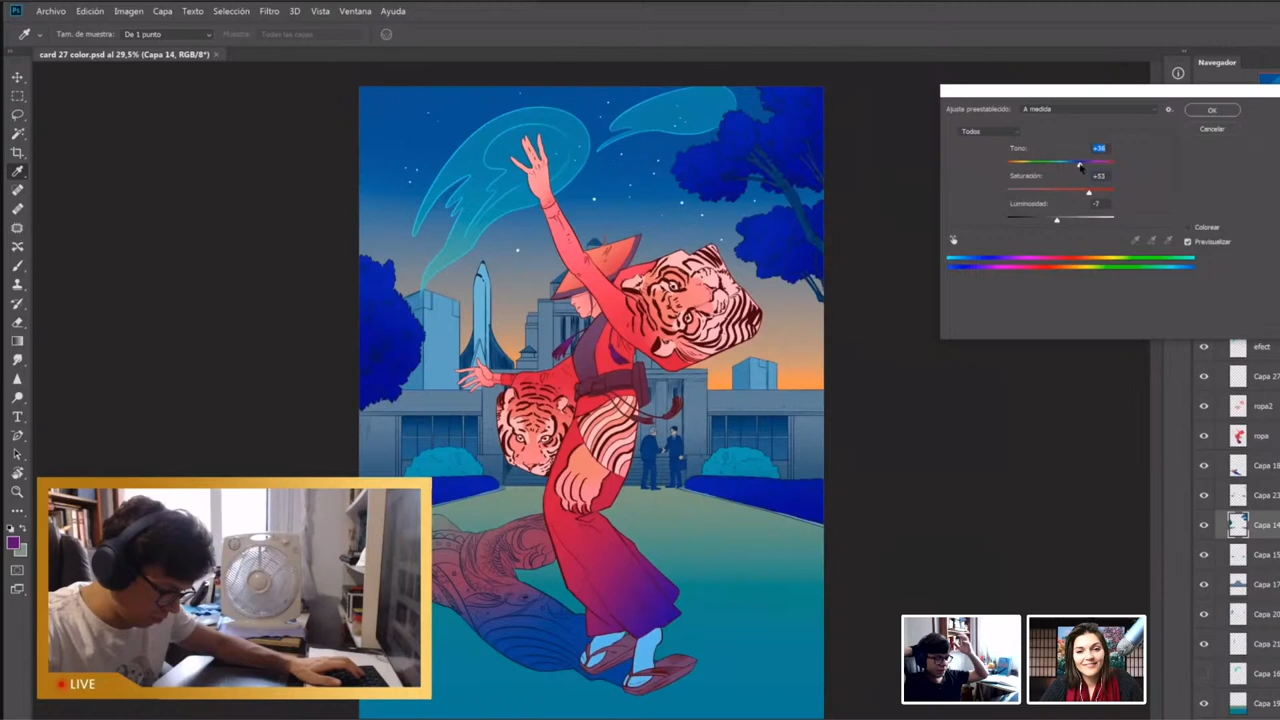 Ps Archivo Edición Imagen Capa Texto Selección Filtro 3D Vista Ventana Ayuda
Tam. de muestra: De 1 punto Muestra: Todas las capas
card 27 color.psd al 29,5% (Capa 14, RGB/8*) ×
Navegador
Ajuste preestablecido: A medida OK
Cancelar
Todos
Tono: +36
Saturación: +53
Luminosidad: -7
Colorear
Previsualizar
efect
Capa 27
ropa2
ropa
Capa 18
Capa 23
Capa 14
Capa 15
Capa 17
Capa 20
Capa 21
Capa 16
Capa 19
LIVE